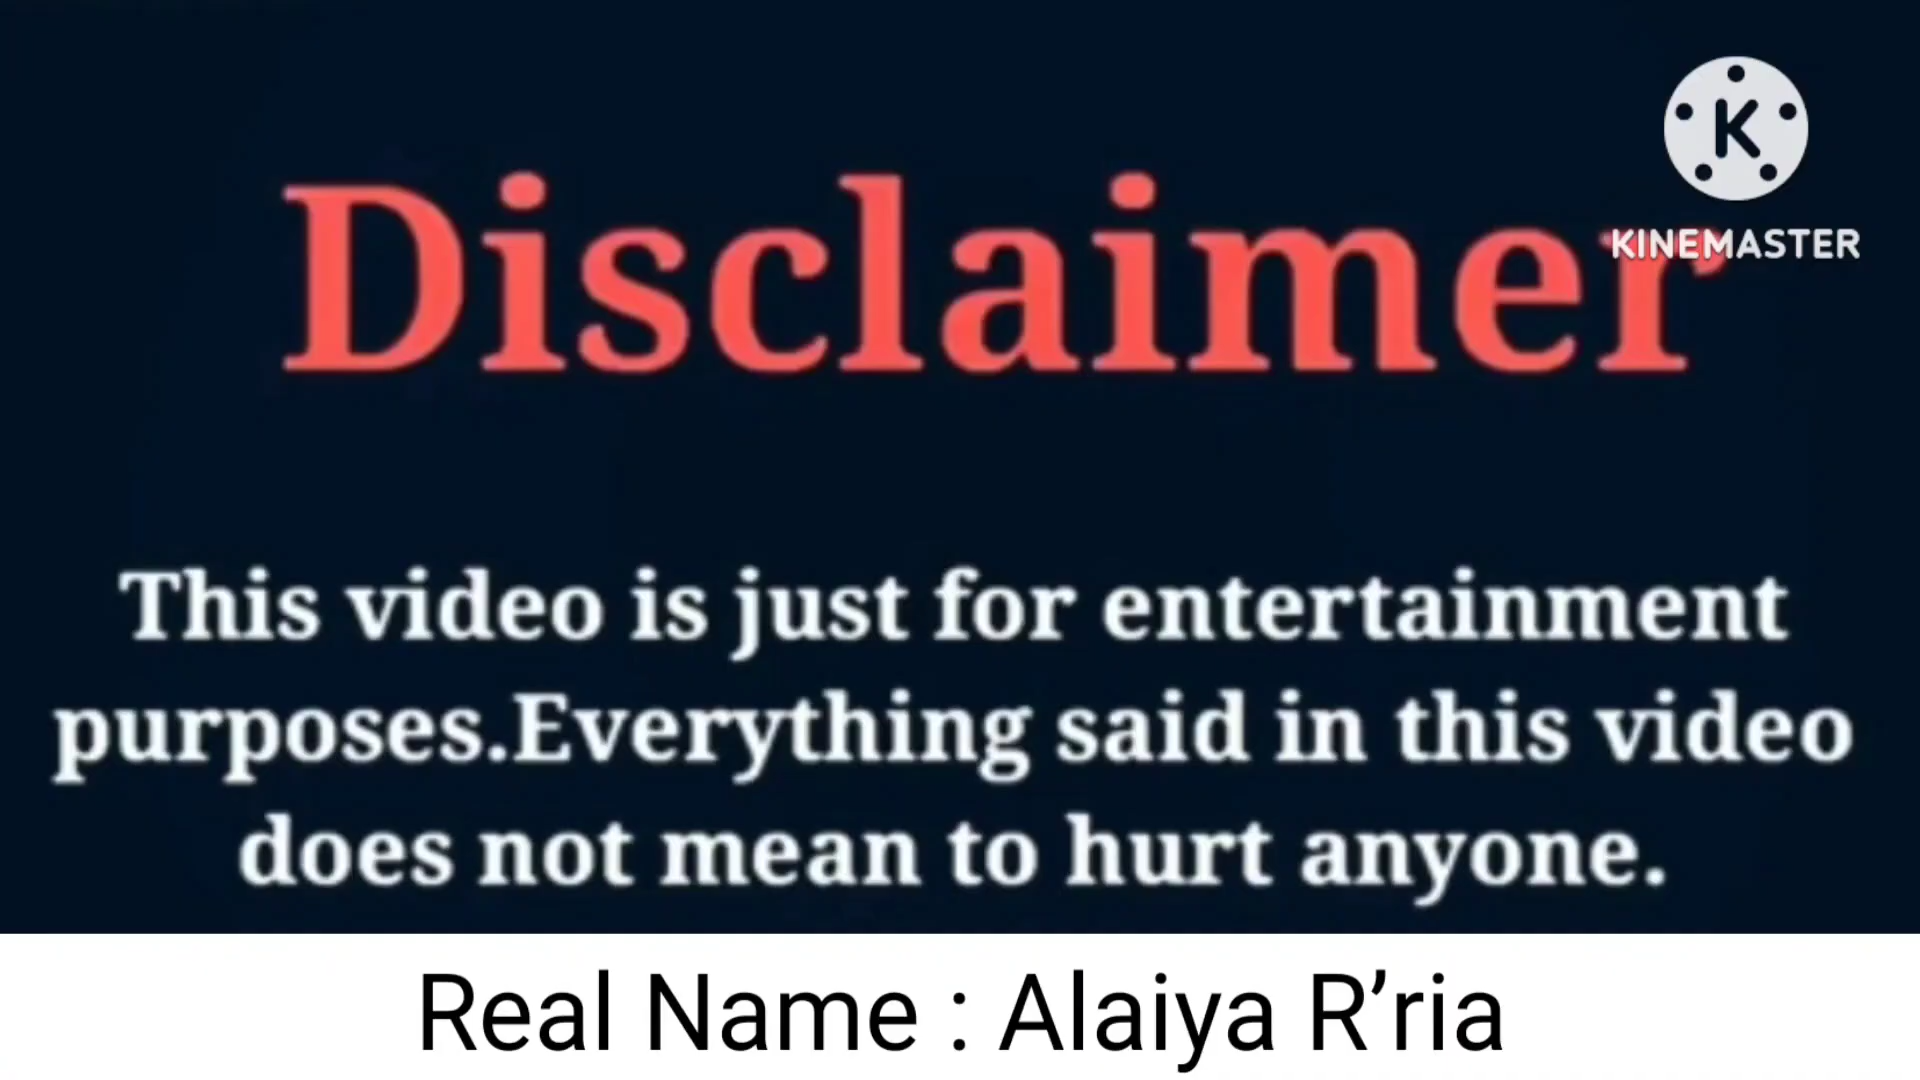 K
KINEMASTER
Disclaimer
This video is just for entertainment
purposes.Everything said in this video
does not mean to hurt anyone.
Real Name : Alaiya R’ria